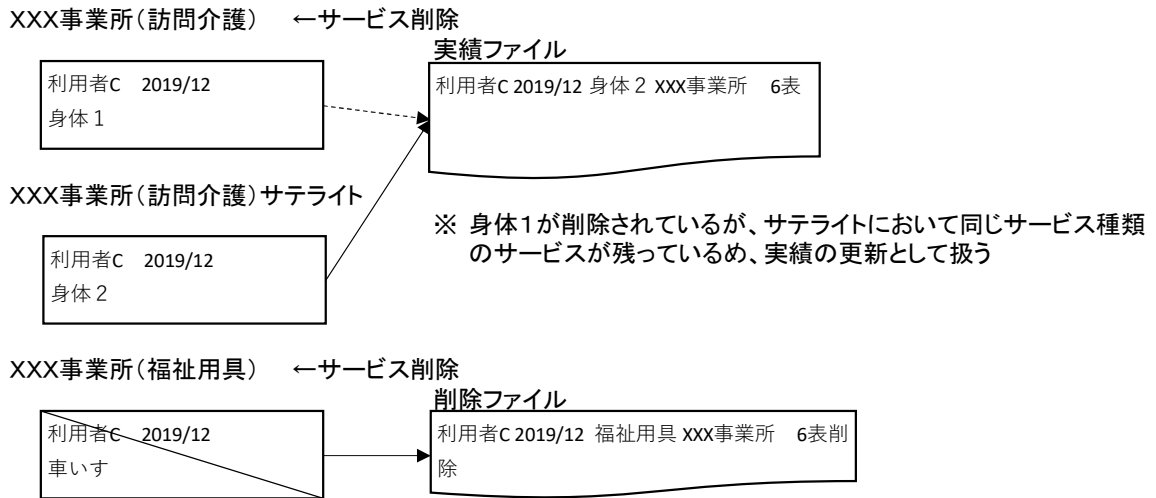 XXX事業所（訪問介護）　←サービス削除
実績ファイル
利用者C　2019/12
身体１
利用者C 2019/12 身体２ XXX事業所　6表
XXX事業所（訪問介護）サテライト
※ 身体１が削除されているが、サテライトにおいて同じサービス種類
のサービスが残っているめ、実績の更新として扱う
利用者C　2019/12
身体２
XXX事業所（福祉用具）　←サービス削除
削除ファイル
利用者C　2019/12
車いす
利用者C 2019/12 福祉用具 XXX事業所　6表削
除